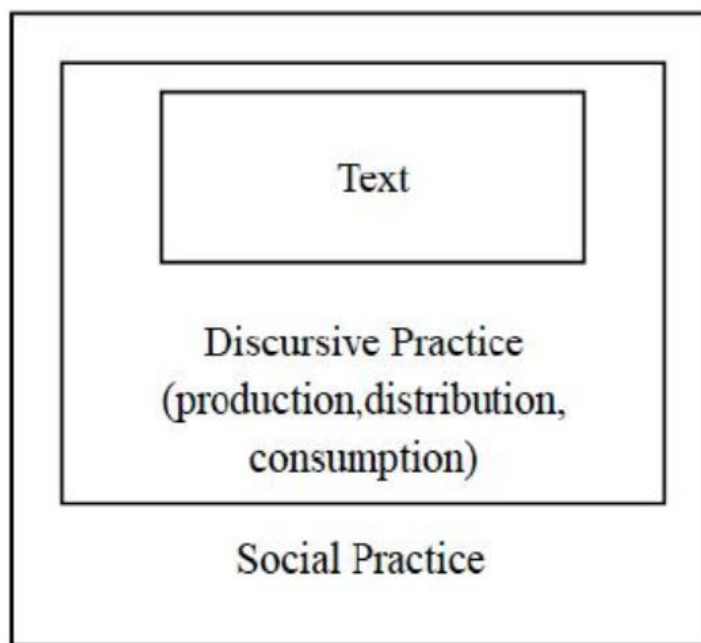 Text
Discursive Practice
(production,distribution,
consumption)
Social Practice